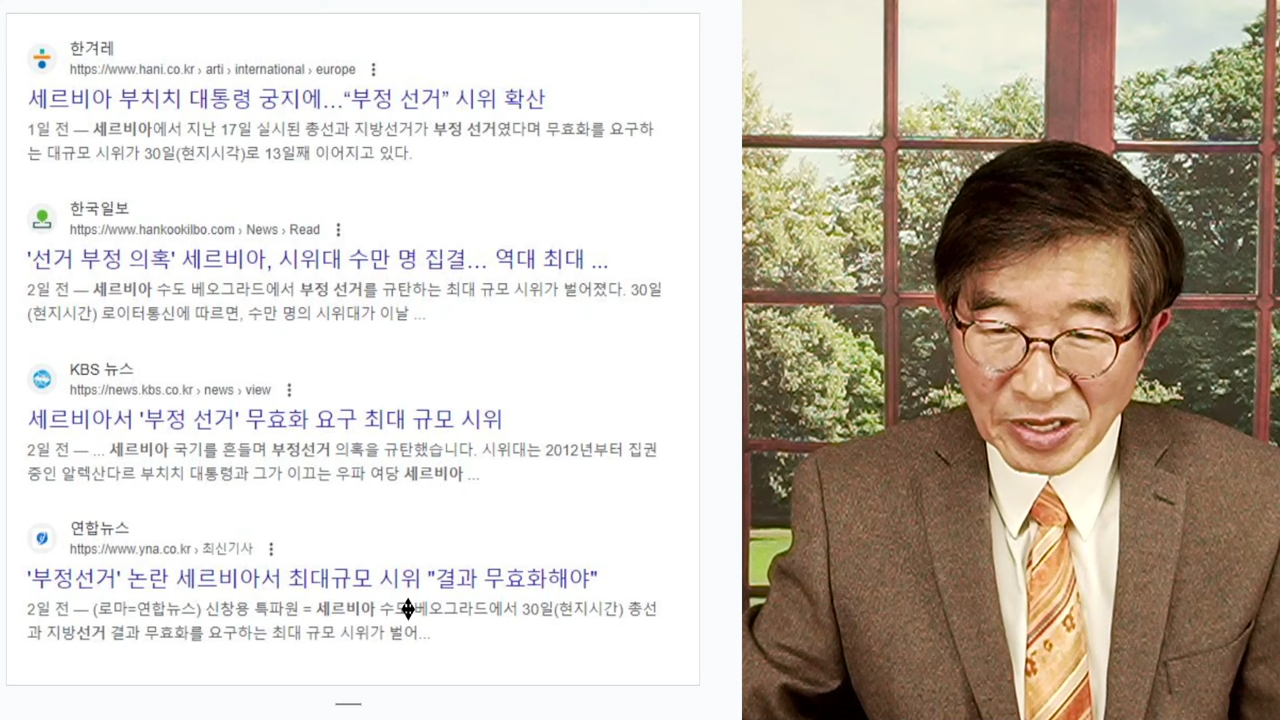 한겨레
https://www.hani.co.kr › arti › international › europe
세르비아 부치치 대통령 궁지에…“부정 선거” 시위 확산
1일 전 — 세르비아에서 지난 17일 실시된 총선과 지방선거가 부정 선거였다며 무효화를 요구하
는 대규모 시위가 30일(현지시각)로 13일째 이어지고 있다.
한국일보
https://www.hankookilbo.com › News › Read
'선거 부정 의혹' 세르비아, 시위대 수만 명 집결... 역대 최대 ...
2일 전 — 세르비아 수도 베오그라드에서 부정 선거를 규탄하는 최대 규모 시위가 벌어졌다. 30일
(현지시간) 로이터통신에 따르면, 수만 명의 시위대가 이날 ...
KBS 뉴스
https://news.kbs.co.kr › news › view
세르비아서 '부정 선거' 무효화 요구 최대 규모 시위
2일 전 — ... 세르비아 국기를 흔들며 부정선거 의혹을 규탄했습니다. 시위대는 2012년부터 집권
중인 알렉산다르 부치치 대통령과 그가 이끄는 우파 여당 세르비아 ...
연합뉴스
https://www.yna.co.kr › 최신기사
'부정선거' 논란 세르비아서 최대규모 시위 "결과 무효화해야"
2일 전 — (로마=연합뉴스) 신창용 특파원 = 세르비아 수도 베오그라드에서 30일(현지시간) 총선
과 지방선거 결과 무효화를 요구하는 최대 규모 시위가 벌어...